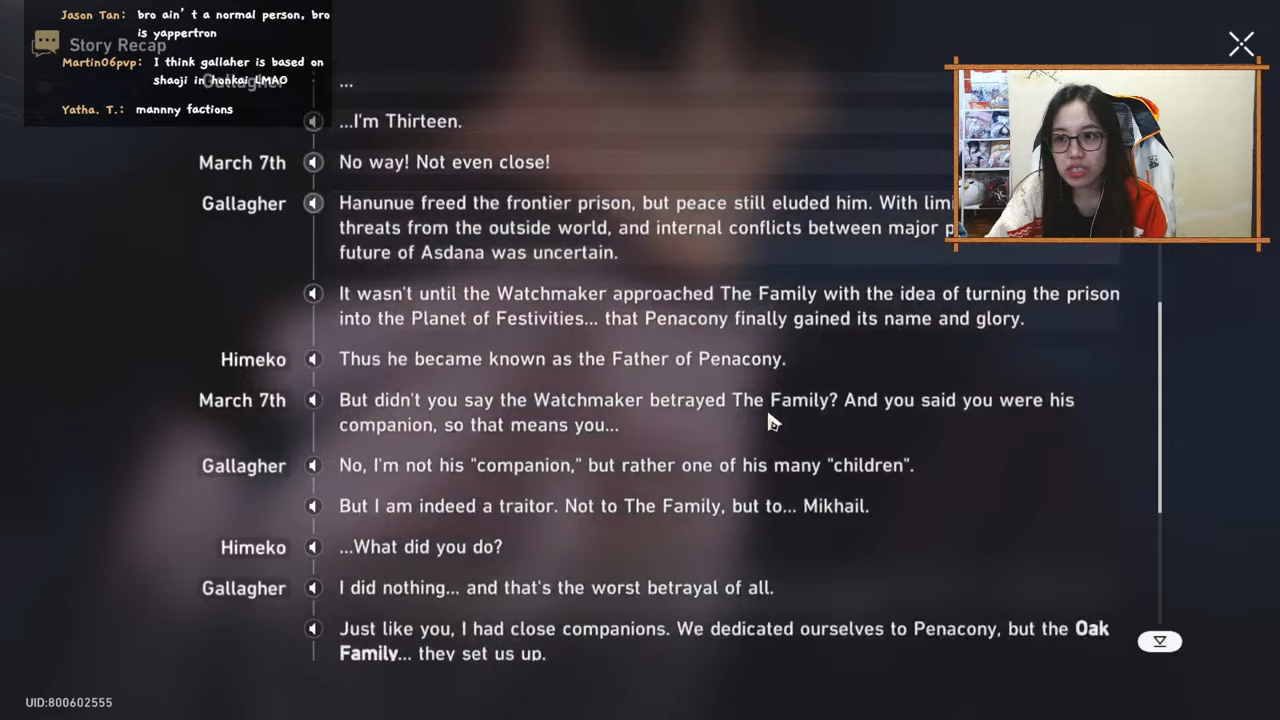 Jason Tan: bro ain't a normal person, bro
is yappertron
Story Recap
Martin06pvp: I think gallaher is based on
shaoji in honkai LMAO
Gallagher ...
Yatha. T.: mannny factions
...I'm Thirteen.
March 7th No way! Not even close!
Gallagher Hanunue freed the frontier prison, but peace still eluded him. With
threats from the outside world, and internal conflicts between major
future of Asdana was uncertain.
It wasn't until the Watchmaker approached The Family with the idea of turning the prison
into the Planet of Festivities... that Penacony finally gained its name and glory.
Himeko Thus he became known as the Father of Penacony.
March 7th But didn't you say the Watchmaker betrayed The Family? And you said you were his
companion, so that means you...
Gallagher No, I'm not his "companion," but rather one of his many "children".
But I am indeed a traitor. Not to The Family, but to... Mikhail.
Himeko ...What did you do?
Gallagher I did nothing... and that's the worst betrayal of all.
Just like you, I had close companions. We dedicated ourselves to Penacony, but the Oak
Family... they set us up.
UID:800602555